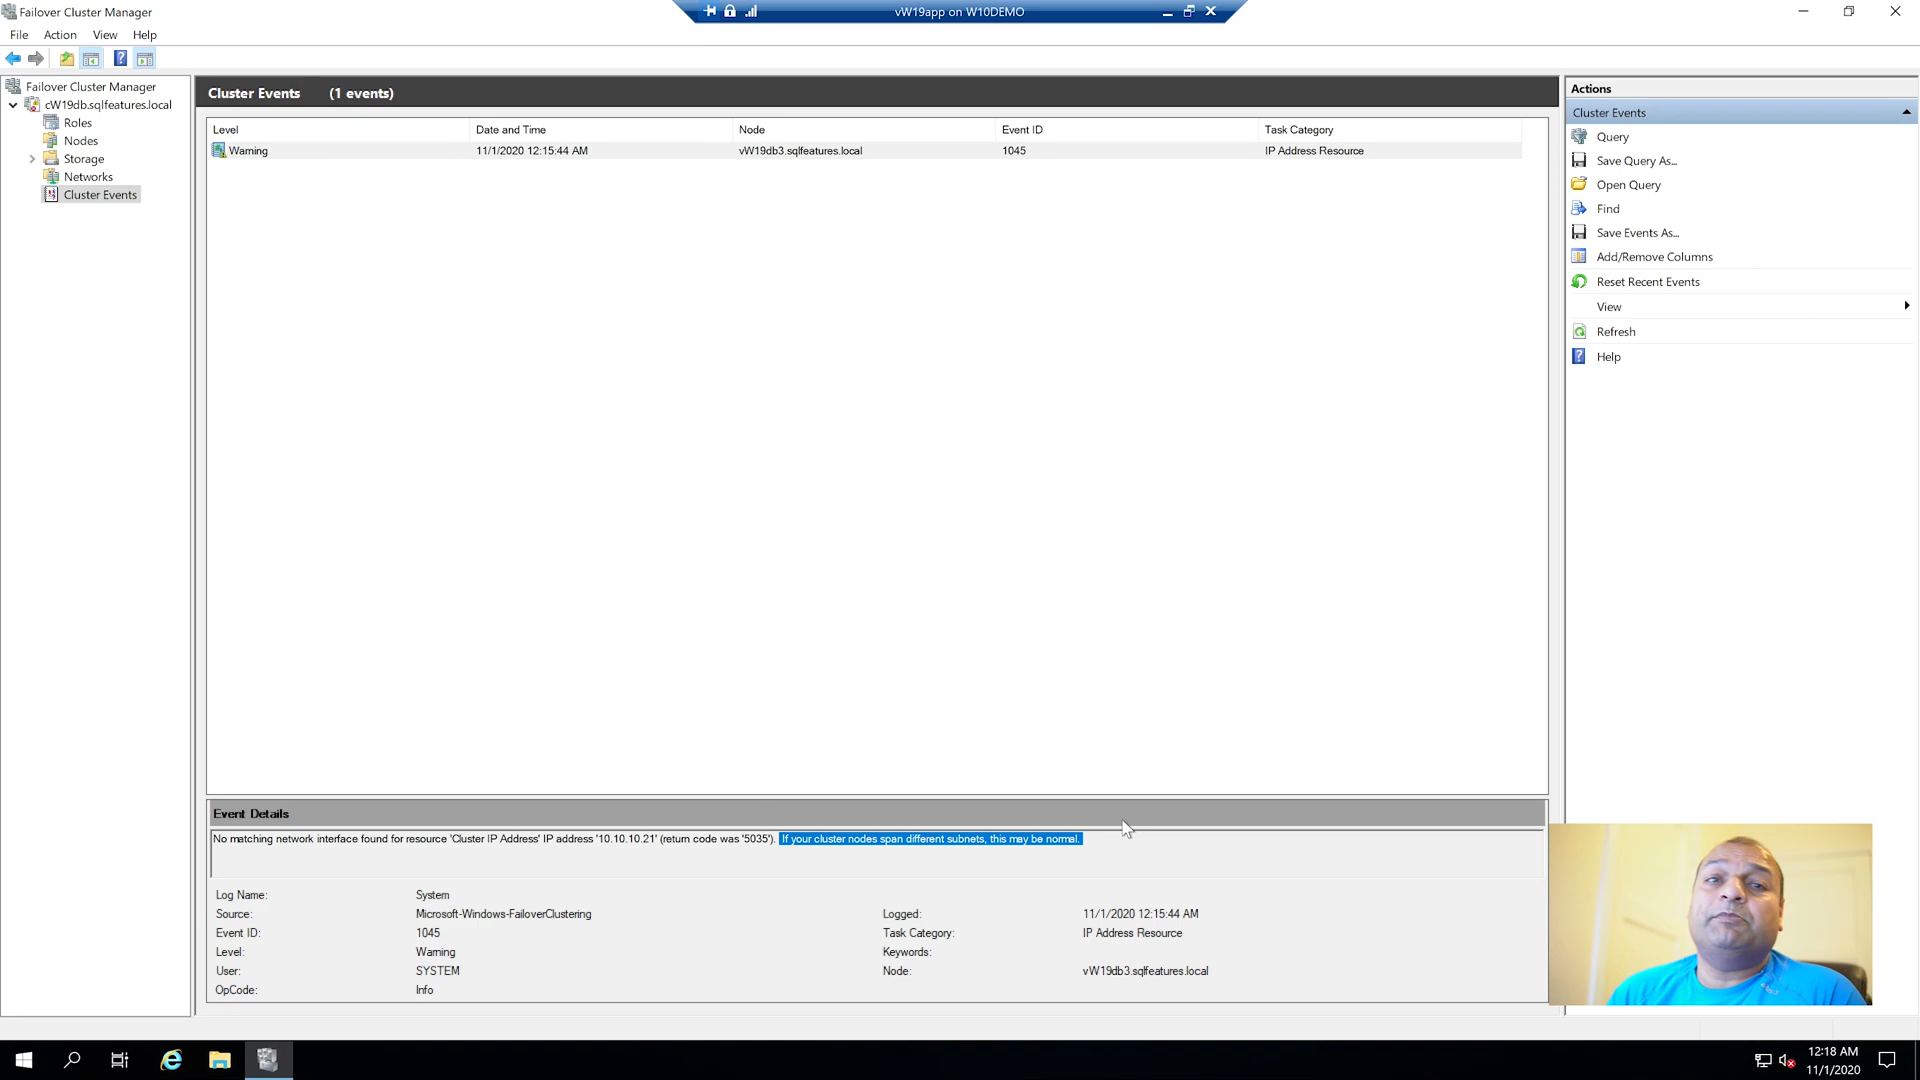 Failover Cluster Manager
vW19app on W10DEMO
File Action View Help
Failover Cluster Manager
cW19db.sqlfeatures.local
Roles
Nodes
Storage
Networks
Cluster Events
Cluster Events (1 events)
Level Date and Time Node Event ID Task Category
Warning 11/1/2020 12:15:44 AM vW19db3.sqlfeatures.local 1045 IP Address Resource
Event Details
No matching network interface found for resource 'Cluster IP Address' IP address '10.10.10.21' (return code was '5035'). If your cluster nodes span different subnets, this may be normal.
Log Name: System
Source: Microsoft-Windows-FailoverClustering Logged: 11/1/2020 12:15:44 AM
Event ID: 1045 Task Category: IP Address Resource
Level: Warning Keywords:
User: SYSTEM Node: vW19db3.sqlfeatures.local
OpCode: Info
Actions
Cluster Events
Query
Save Query As...
Open Query
Find
Save Events As...
Add/Remove Columns
Reset Recent Events
View
Refresh
Help
12:18 AM
11/1/2020